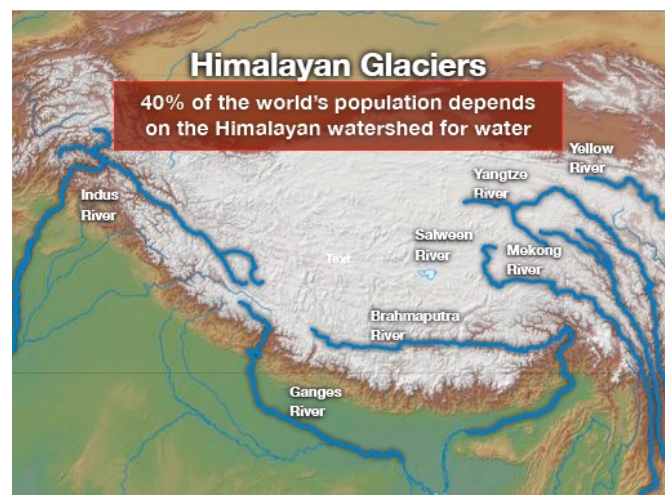 Himalayan Glaciers
40% of the world's population depends
on the Himalayan watershed for water
Yellow
River
Yangtze
River
Indus
River
Salween
River
Mekong
River
Text
Brahmaputra
River
Ganges
River